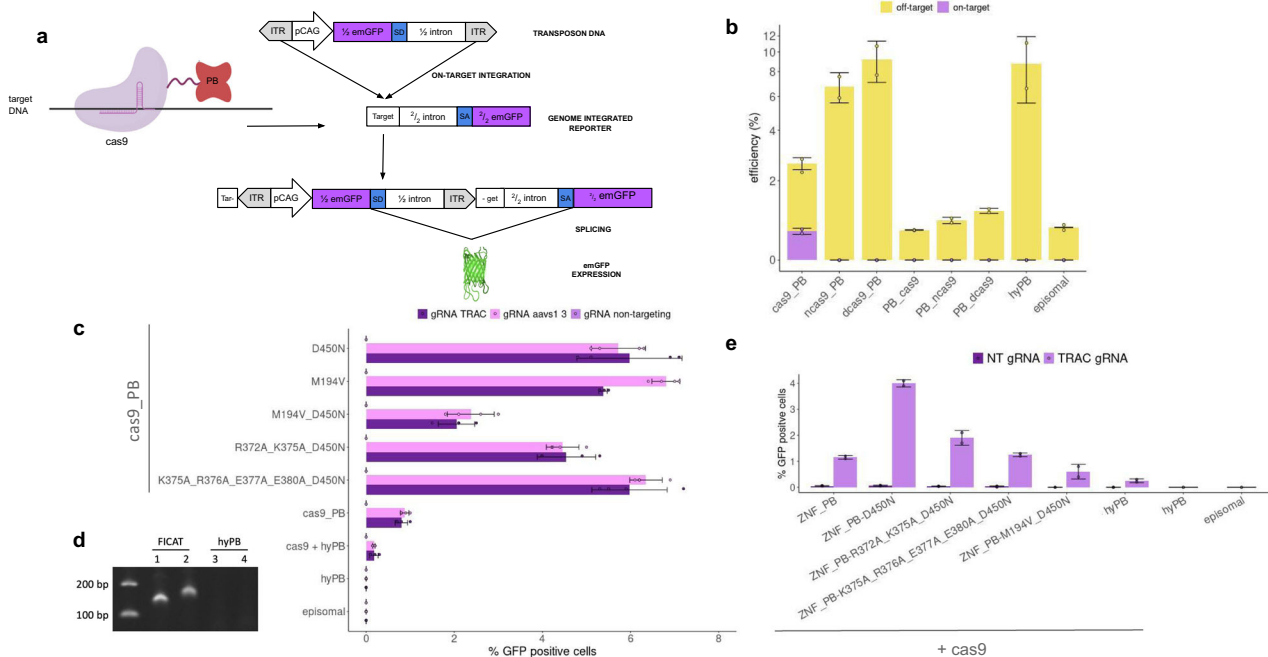 a
ITR
pCAG
½ emGFP
SD
½ intron
ITR
TRANSPOSON DNA
PB
target
DNA
cas9
ON-TARGET INTEGRATION
Target
2/2 intron
SA
2/2 emGFP
GENOME INTEGRATED
REPORTER
Tar-
ITR
pCAG
½ emGFP
SD
½ intron
ITR
- get
2/2 intron
SA
2/2 emGFP
SPLICING
emGFP
EXPRESSION
b
off-target
on-target
efficiency (%)
12
10
8
6
4
2
0
cas9_PB
ncas9_PB
dcas9_PB
PB_cas9
PB_ncas9
PB_dcas9
hyPB
episomal
c
gRNA TRAC
gRNA aavs1 3
gRNA non-targeting
cas9_PB
D450N
M194V
M194V_D450N
R372A_K375A_D450N
K375A_R376A_E377A_E380A_D450N
cas9_PB
cas9 + hyPB
hyPB
episomal
0
2
4
6
8
% GFP positive cells
d
FICAT
hyPB
1
2
3
4
200 bp
100 bp
e
NT gRNA
TRAC gRNA
% GFP positve cells
4
3
2
1
0
ZNF_PB
ZNF_PB-D450N
ZNF_PB-R372A_K375A_D450N
ZNF_PB-K375A_R376A_E377A_E380A_D450N
ZNF_PB-M194V_D450N
hyPB
hyPB
episomal
+ cas9